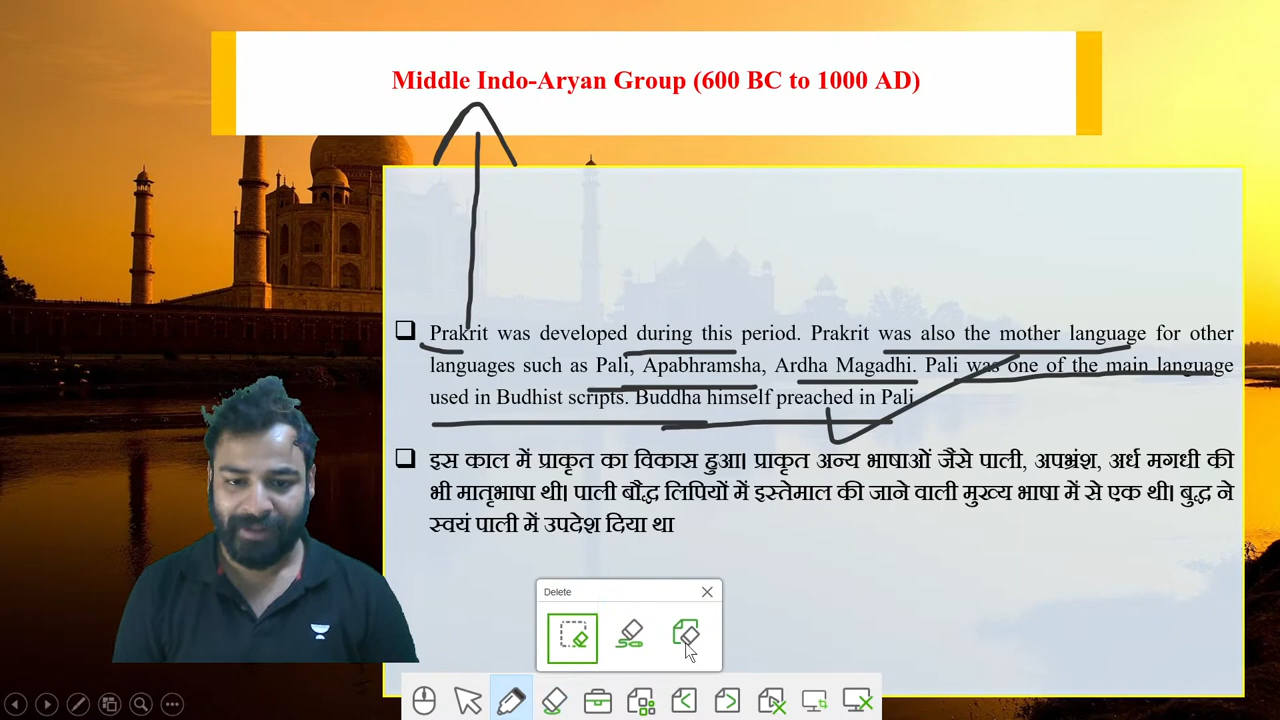 Middle Indo-Aryan Group (600 BC to 1000 AD)
Prakrit was developed during this period. Prakrit was also the mother language for other
languages such as Pali, Apabhramsha, Ardha Magadhi. Pali was one of the main language
used in Budhist scripts. Buddha himself preached in Pali
इस काल में प्राकृत का विकास हुआ। प्राकृत अन्य भाषाओं जैसे पाली, अपभ्रंश, अर्ध मगधी की
भी मातृभाषा थी। पाली बौद्ध लिपियों में इस्तेमाल की जाने वाली मुख्य भाषा में से एक थी। बुद्ध ने
स्वयं पाली में उपदेश दिया था
Delete